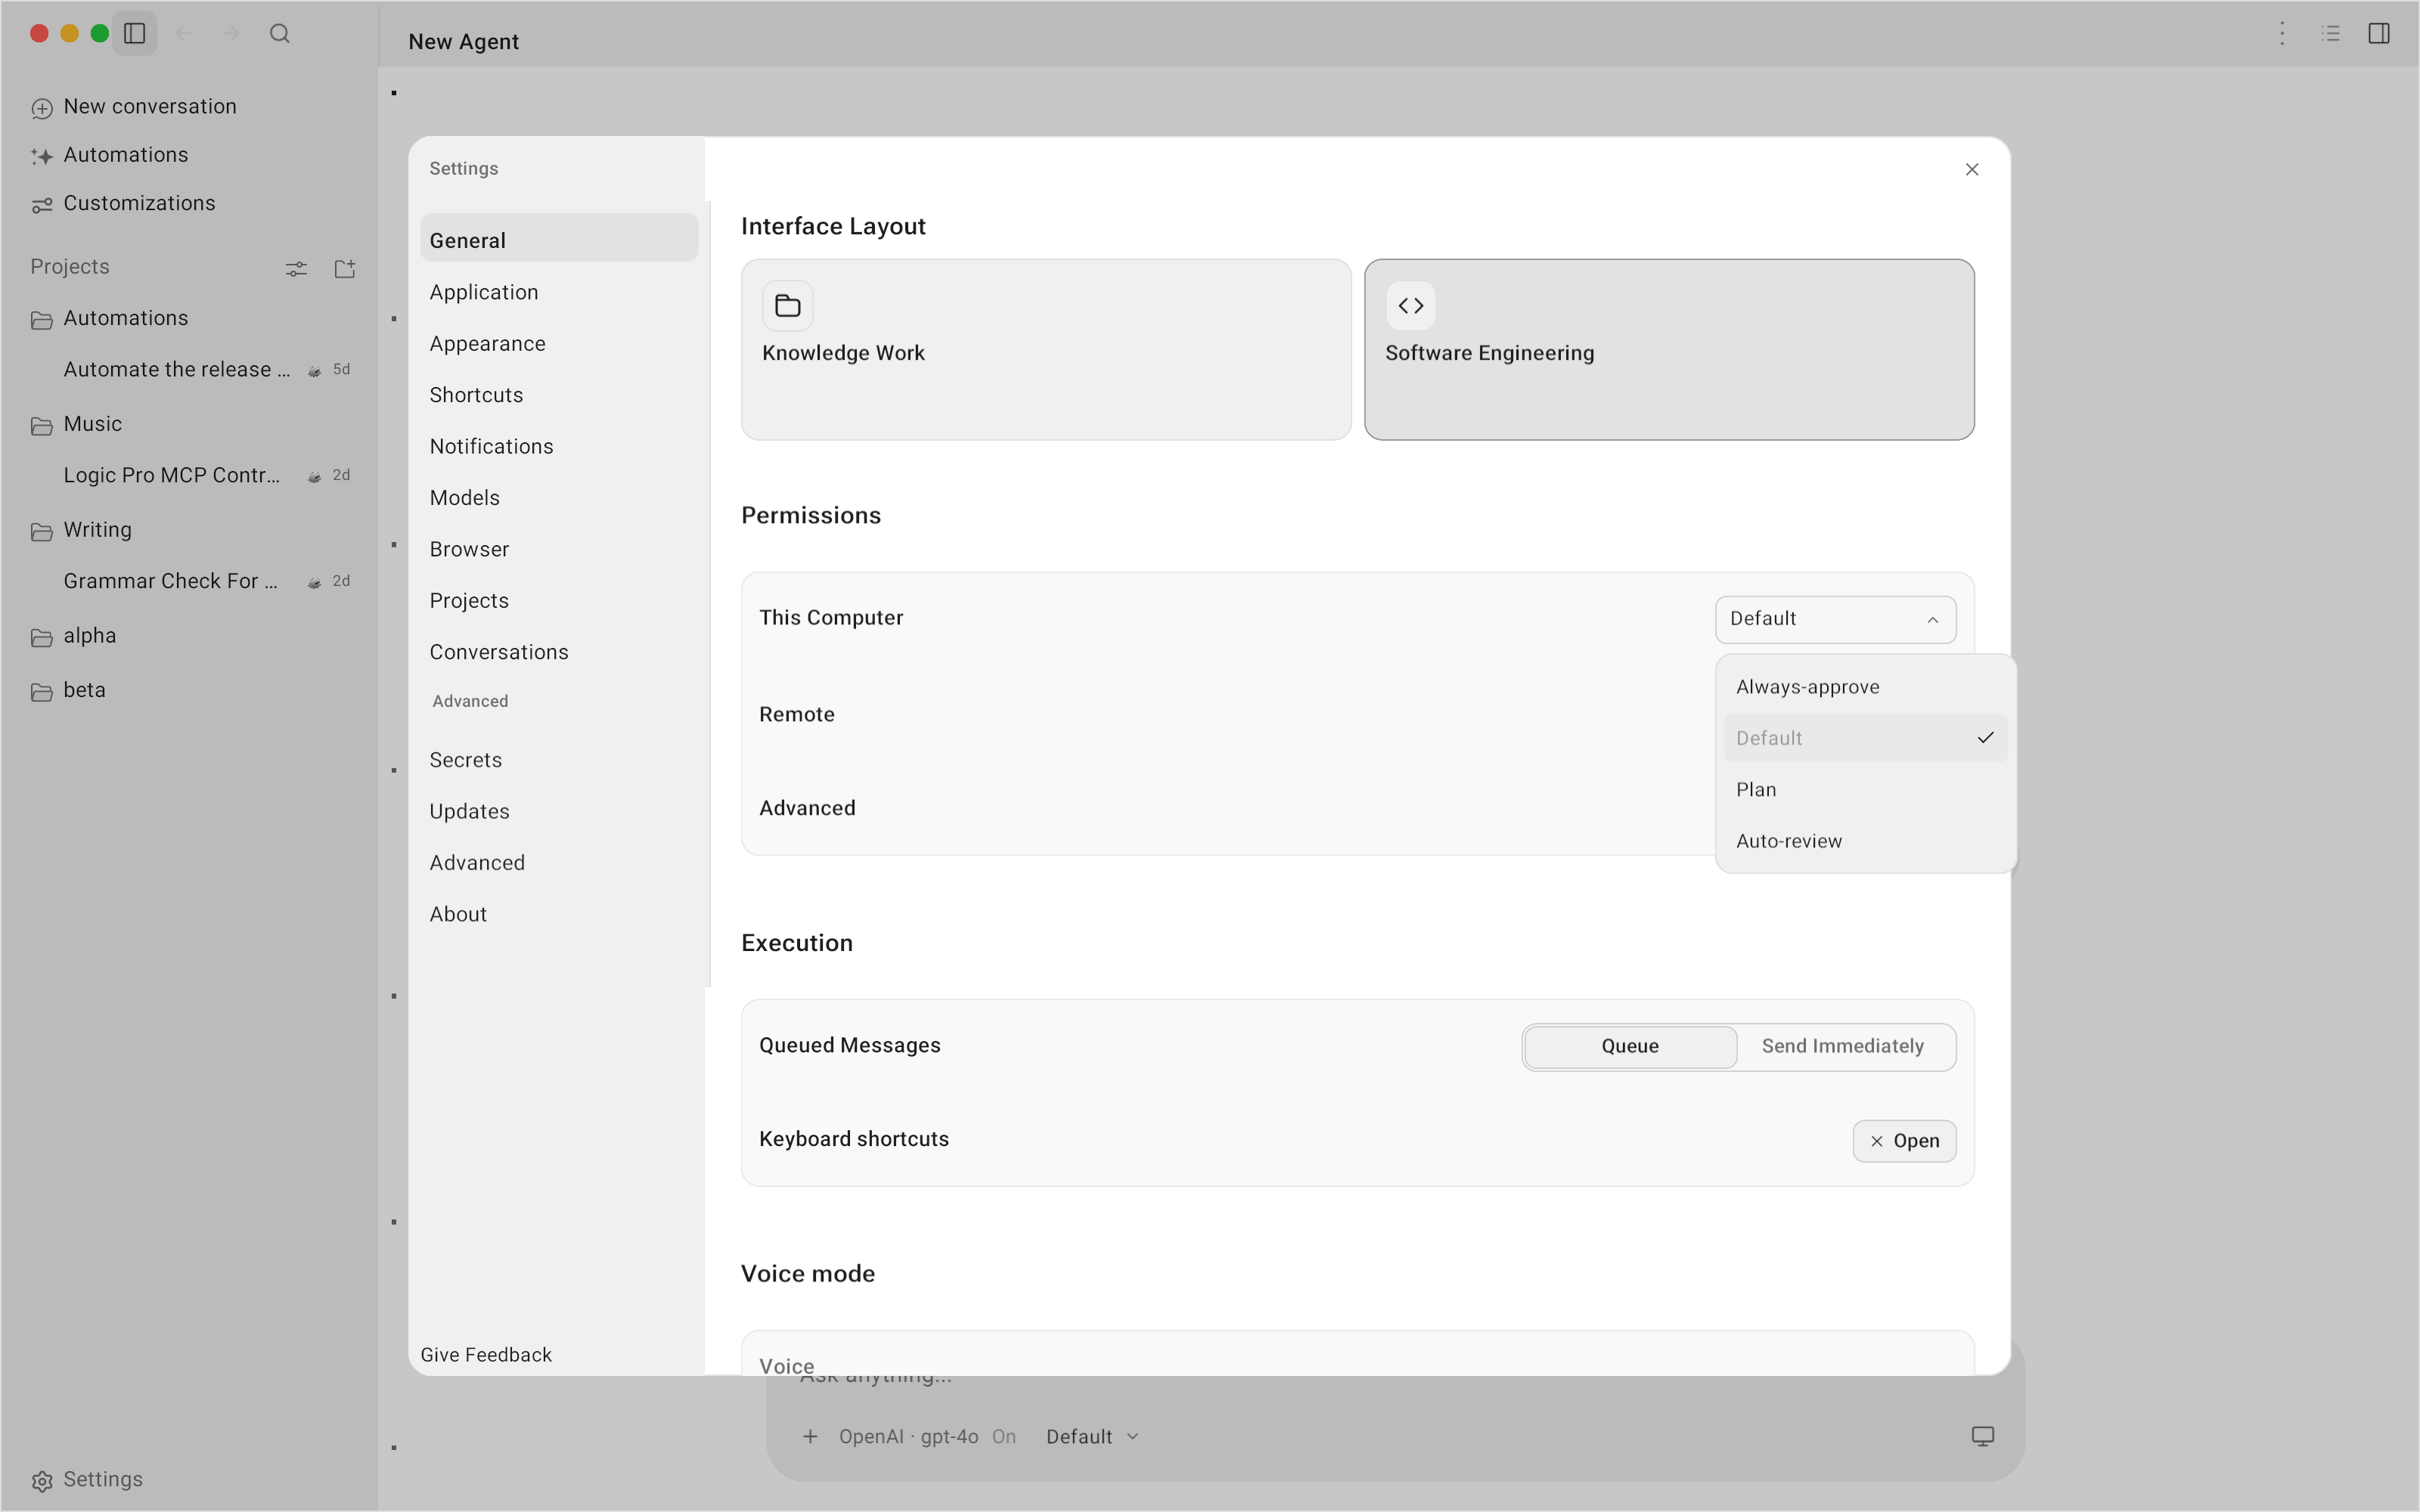 New Agent
New conversation
Automations
Customizations
Projects
Automations
Automate the release ... 5d
Music
Logic Pro MCP Contr... 2d
Writing
Grammar Check For ... 2d
alpha
beta
Settings
Settings
General
Application
Appearance
Shortcuts
Notifications
Models
Browser
Projects
Conversations
Advanced
Secrets
Updates
Advanced
About
Give Feedback
Interface Layout
Knowledge Work
Software Engineering
Permissions
This Computer
Default
Always-approve
Default
Plan
Auto-review
Remote
Advanced
Execution
Queued Messages
Queue
Send Immediately
Keyboard shortcuts
Open
Voice mode
Voice
Ask anything...
OpenAI · gpt-4o On Default